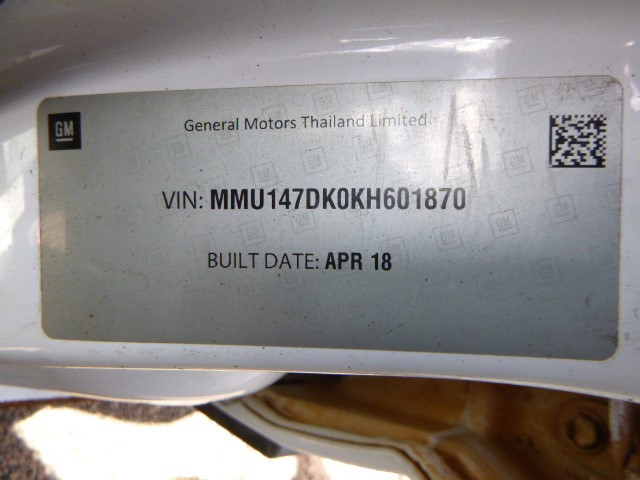 GM
General Motors Thailand Limited
VIN: MMU147DK0KH601870
BUILT DATE: APR 18